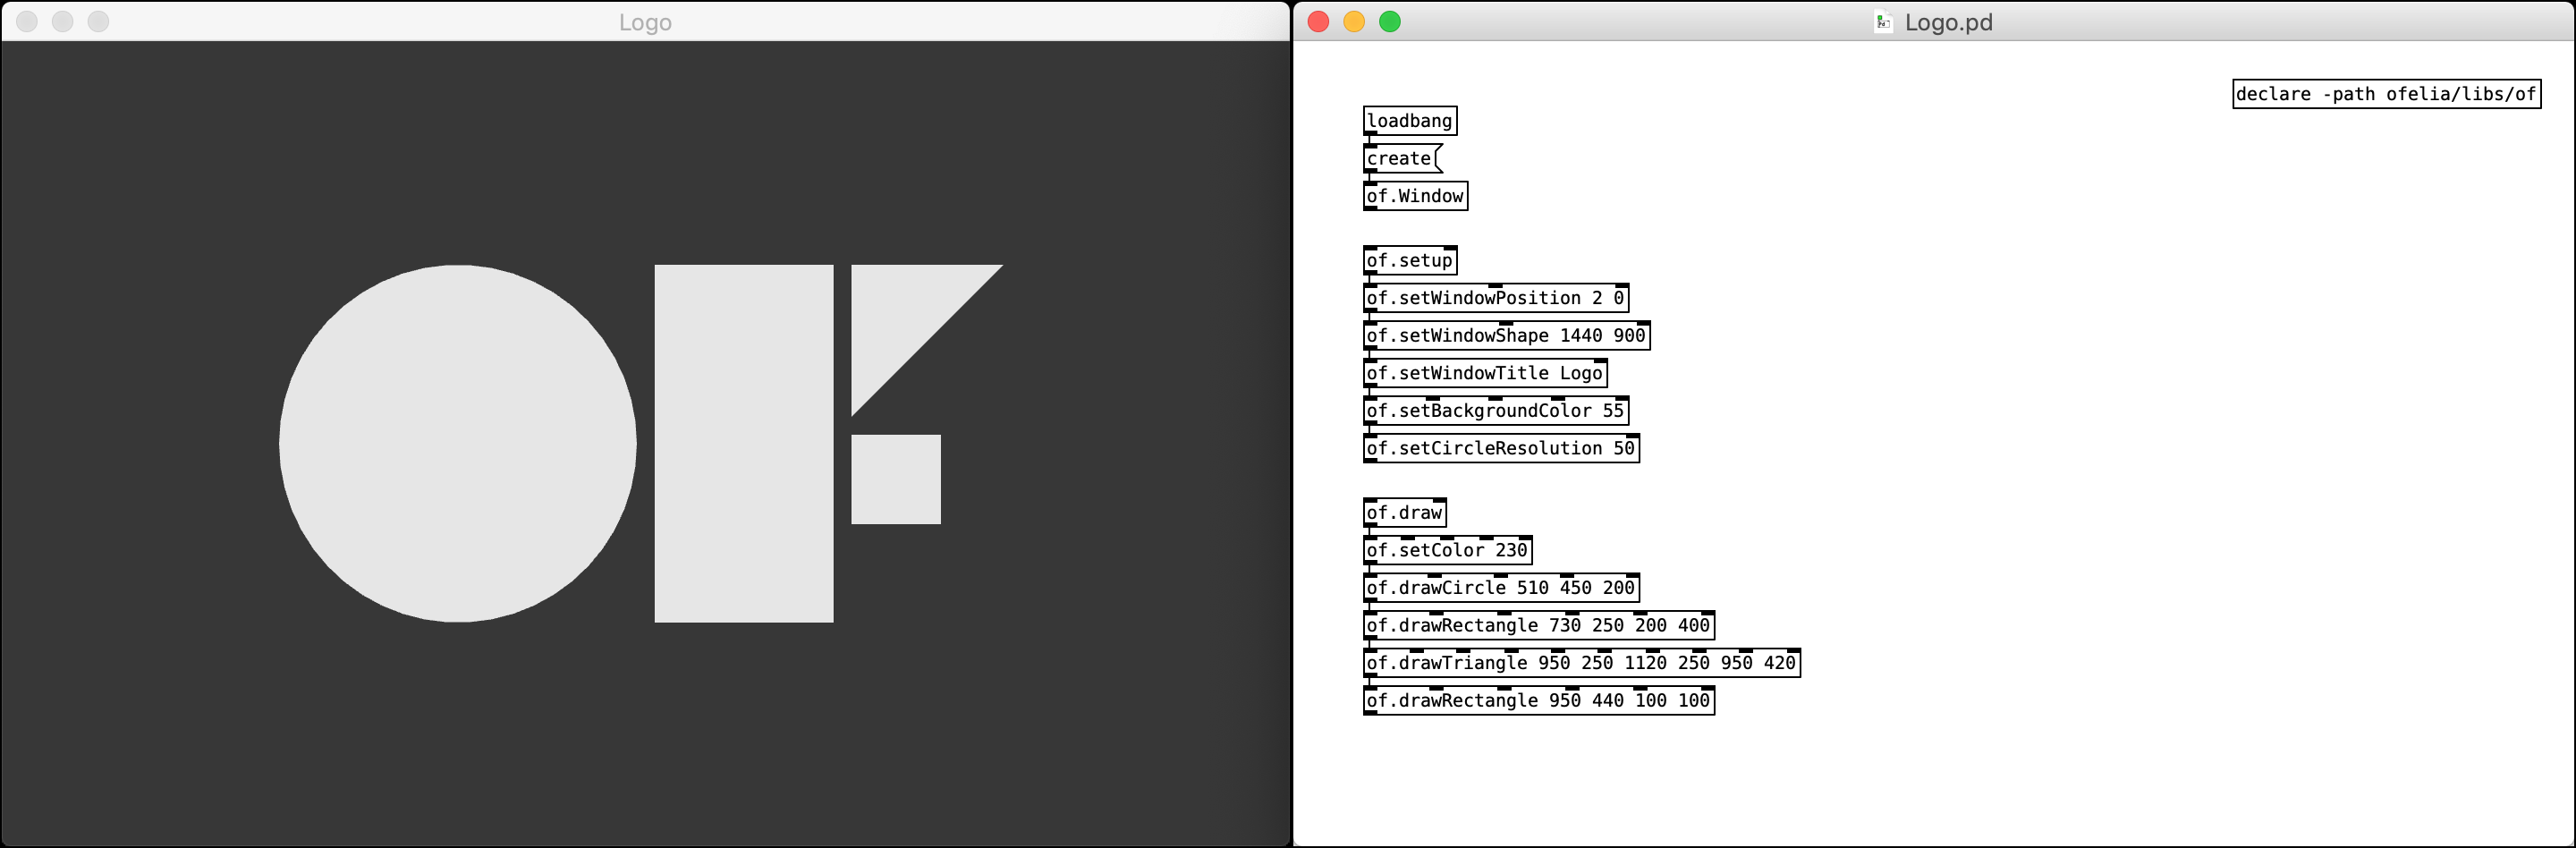 Logo
Logo.pd
declare -path ofelia/libs/of
loadbang
create
of.Window
of.setup
of.setWindowPosition 2 0
of.setWindowShape 1440 900
of.setWindowTitle Logo
of.setBackgroundColor 55
of.setCircleResolution 50
of.draw
of.setColor 230
of.drawCircle 510 450 200
of.drawRectangle 730 250 200 400
of.drawTriangle 950 250 1120 250 950 420
of.drawRectangle 950 440 100 100